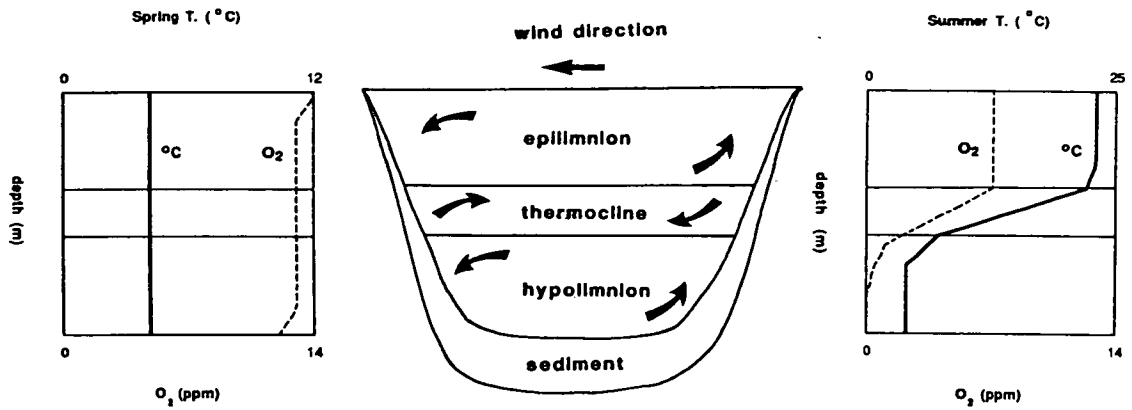 Spring T. (°C)
0 12
°C O₂
depth (m)
0 14
O₂ (ppm)
wind direction
epilimnion
thermocline
hypolimnion
sediment
Summer T. (°C)
0 25
O₂ °C
depth (m)
0 14
O₂ (ppm)